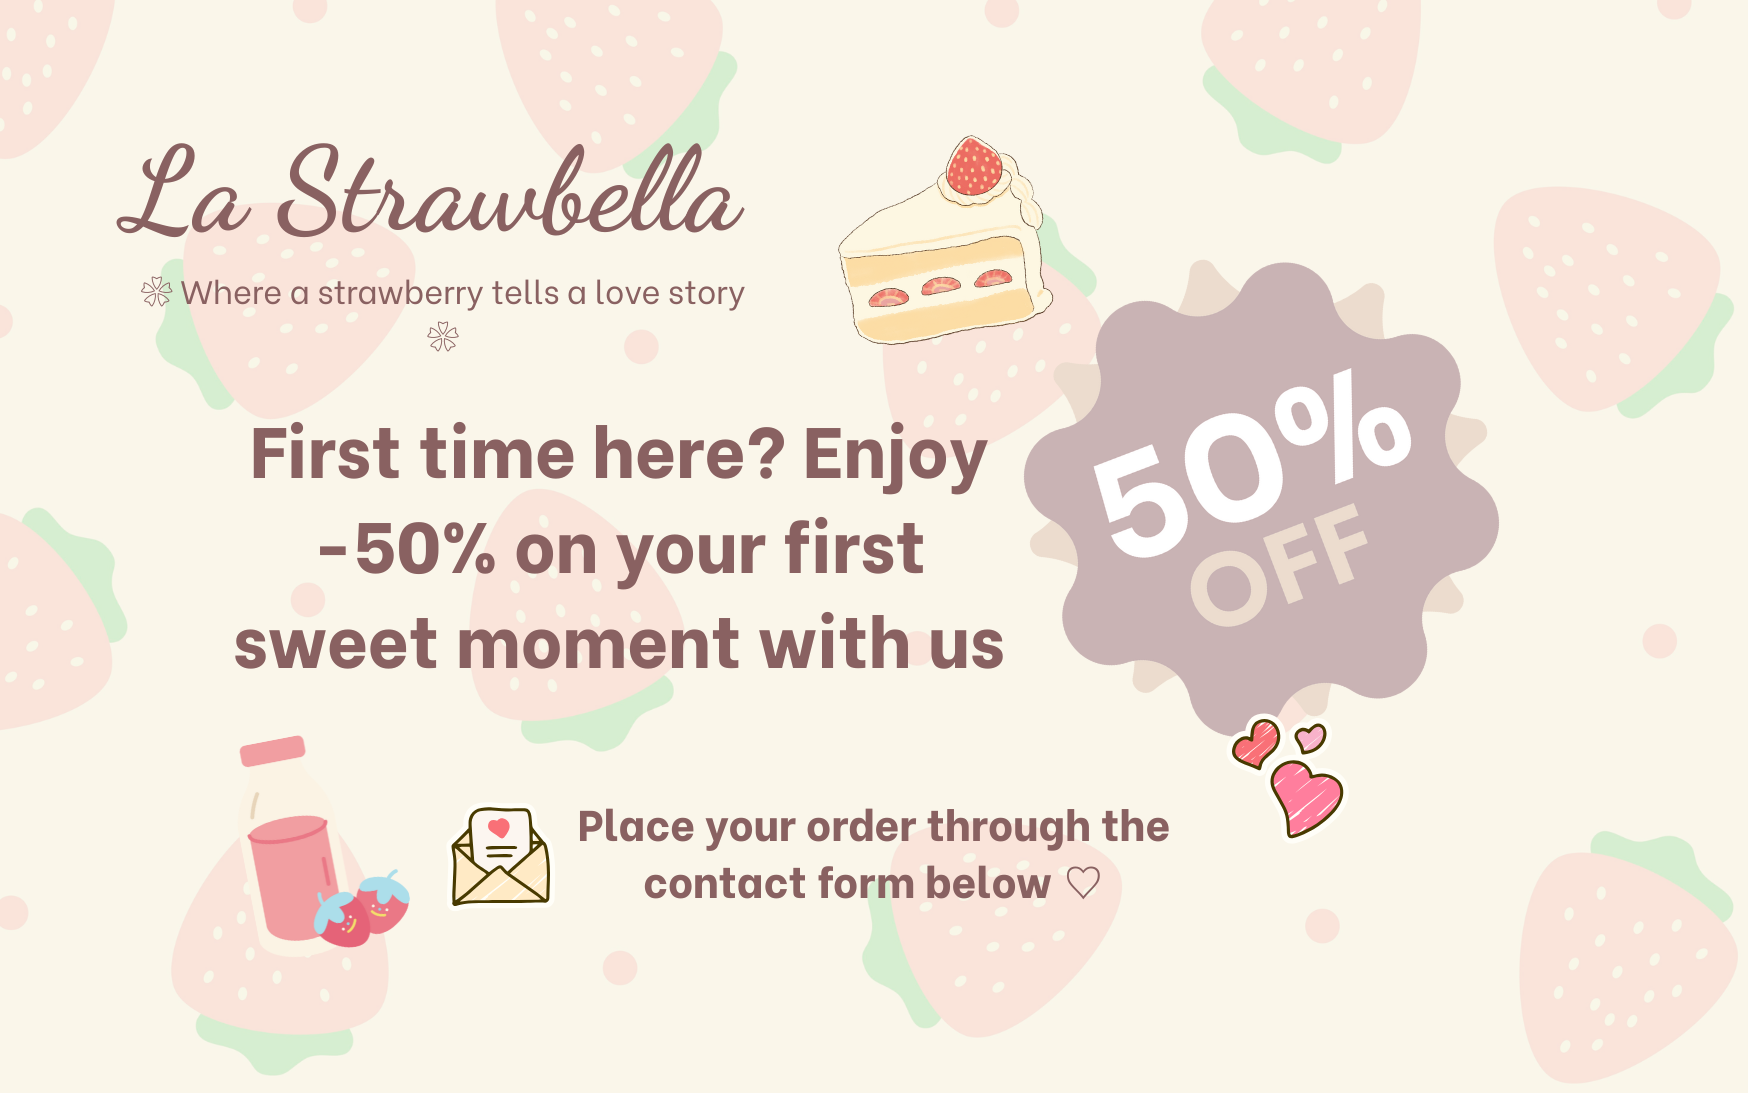 La Strawbella
Where a strawberry tells a love story
First time here? Enjoy
-50% on your first
sweet moment with us
50%
OFF
Place your order through the
contact form below ♡